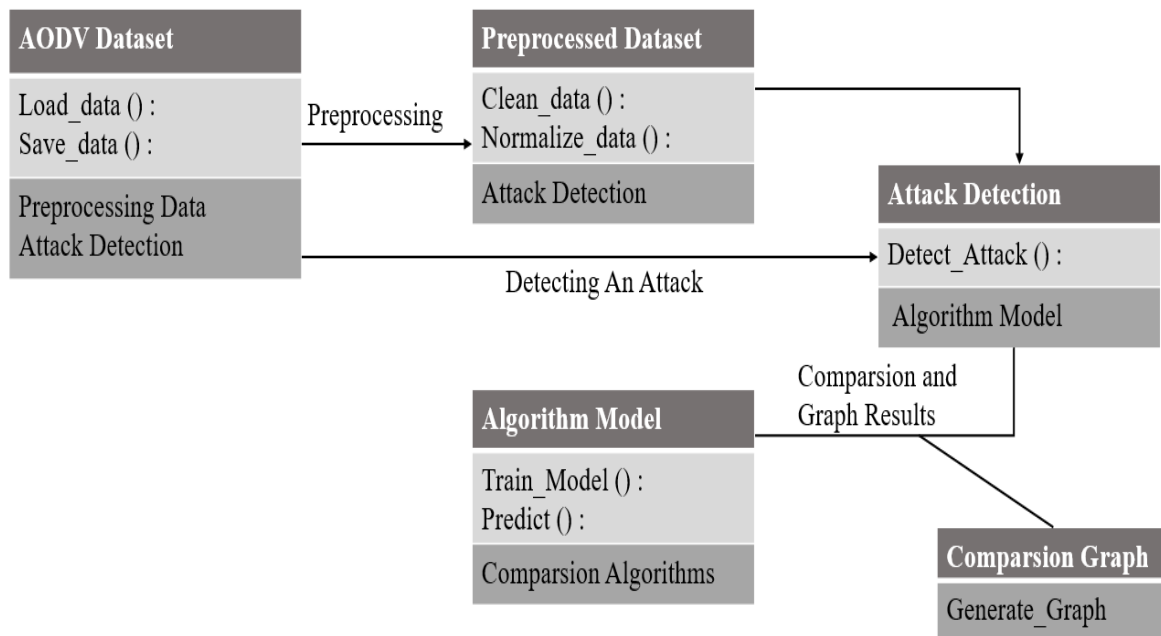 AODV Dataset
Load_data () :
Save_data () :
Preprocessing Data
Attack Detection
Preprocessing
Preprocessed Dataset
Clean_data () :
Normalize_data () :
Attack Detection
Detecting An Attack
Attack Detection
Detect_Attack () :
Algorithm Model
Comparsion and
Graph Results
Algorithm Model
Train_Model () :
Predict () :
Comparsion Algorithms
Comparsion Graph
Generate_Graph